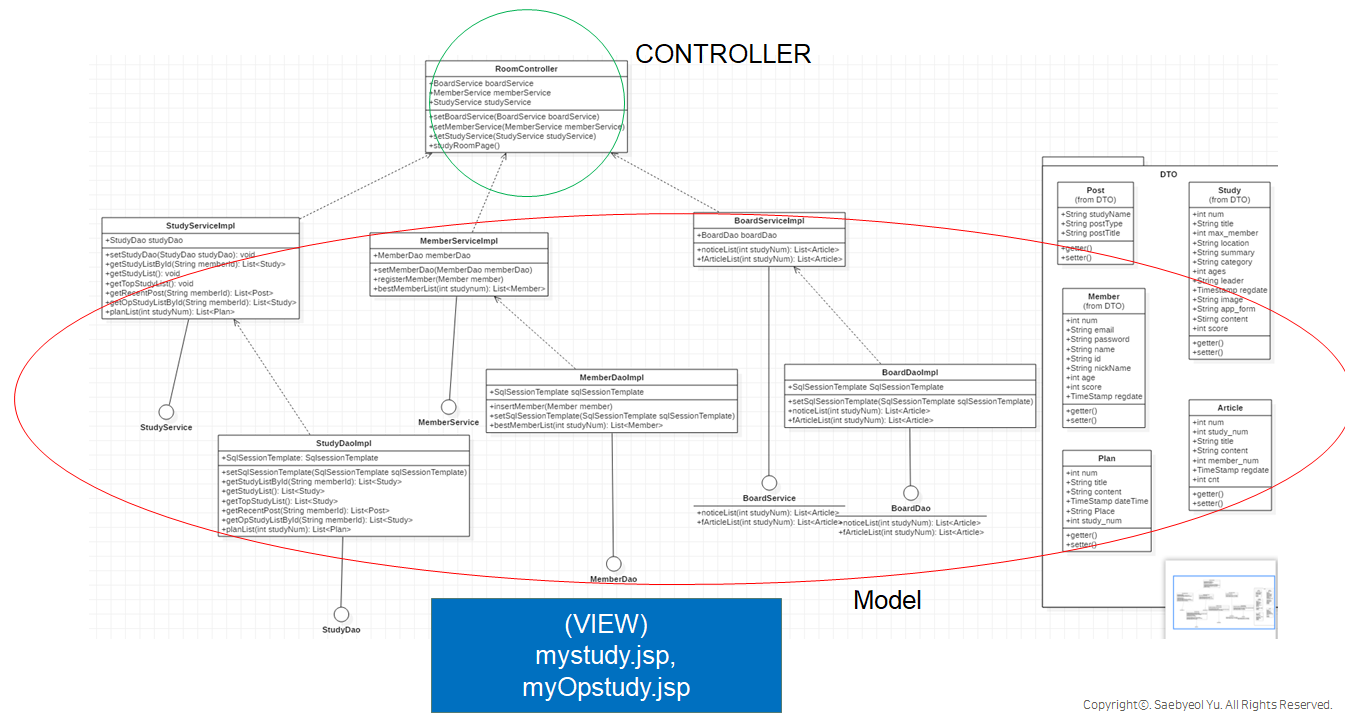 CONTROLLER
RoomController
+BoardService boardService
+MemberService memberService
+StudyService studyService
+setBoardService(BoardService boardService)
+setMemberService(MemberService memberService)
+setStudyService(StudyService studyService)
+studyRoomPage()
StudyServiceImpl
+StudyDao studyDao
+setStudyDao(StudyDao studyDao): void
+getStudyListById(String memberId): List<Study>
+getStudyList(): void
+getTopStudyList(): void
+getRecentPost(String memberId): List<Post>
+getOpStudyListById(String memberId): List<Study>
+planList(int studyNum): List<Plan>
MemberServiceImpl
+MemberDao memberDao
+setMemberDao(MemberDao memberDao)
+registerMember(Member member)
+bestMemberList(int studynum): List<Member>
BoardServiceImpl
+BoardDao boardDao
+noticeList(int studyNum): List<Article>
+fArticleList(int studyNum): List<Article>
StudyService
MemberService
StudyDaoImpl
+SqlSessionTemplate: SqlSessionTemplate
+setSqlSessionTemplate(SqlSessionTemplate sqlSessionTemplate)
+getStudyListById(String memberId): List<Study>
+getStudyList(): List<Study>
+getTopStudyList(): List<Study>
+getRecentPost(String memberId): List<Post>
+getOpStudyListById(String memberId): List<Study>
+planList(int studyNum): List<Plan>
MemberDaoImpl
+SqlSessionTemplate sqlSessionTemplate
+insertMember(Member member)
+setSqlSessionTemplate(SqlSessionTemplate sqlSessionTemplate)
+bestMemberList(int studyNum): List<Member>
BoardDaoImpl
+SqlSessionTemplate SqlSessionTemplate
+setSqlSessionTemplate(SqlSessionTemplate sqlSessionTemplate)
+noticeList(int studyNum): List<Article>
+fArticleList(int studyNum): List<Article>
BoardService
+noticeList(int studyNum): List<Article>
+fArticleList(int studyNum): List<Article>
BoardDao
+noticeList(int studyNum): List<Article>
+fArticleList(int studyNum): List<Article>
MemberDao
StudyDao
DTO
Post
(from DTO)
+String studyName
+String postType
+String postTitle
+getter()
+setter()
Study
(from DTO)
+int num
+String title
+int max_member
+String location
+String summary
+String category
+int ages
+String leader
+Timestamp regdate
+String image
+String app_form
+String content
+int score
+getter()
+setter()
Member
(from DTO)
+int num
+String email
+String password
+String name
+String id
+String nickName
+int age
+int score
+TimeStamp regdate
+getter()
+setter()
Article
+int num
+int study_num
+String title
+String content
+int member_num
+TimeStamp regdate
+int cnt
+getter()
+setter()
Plan
+int num
+String title
+String content
+TimeStamp dateTime
+String Place
+int study_num
+getter()
+setter()
Model
(VIEW)
mystudy.jsp,
myOpstudy.jsp
Copyrightⓒ. Saebyeol Yu. All Rights Reserved.